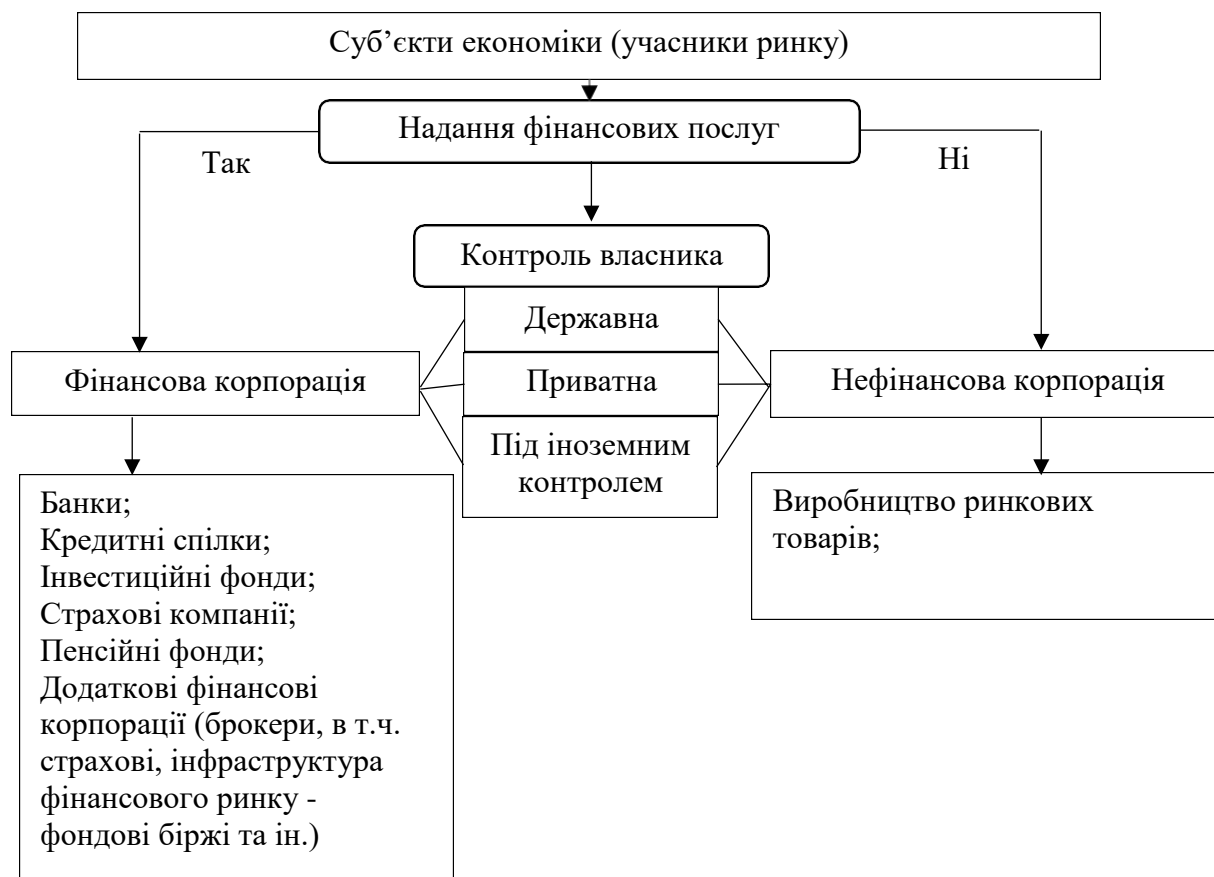 Суб’єкти економіки (учасники ринку)
Надання фінансових послуг
Так
Ні
Контроль власника
Державна
Фінансова корпорація
Приватна
Нефінансова корпорація
Під іноземним
контролем
Банки;
Кредитні спілки;
Інвестиційні фонди;
Страхові компанії;
Пенсійні фонди;
Додаткові фінансові
корпорації (брокери, в т.ч.
страхові, інфраструктура
фінансового ринку -
фондові біржі та ін.)
Виробництво ринкових
товарів;